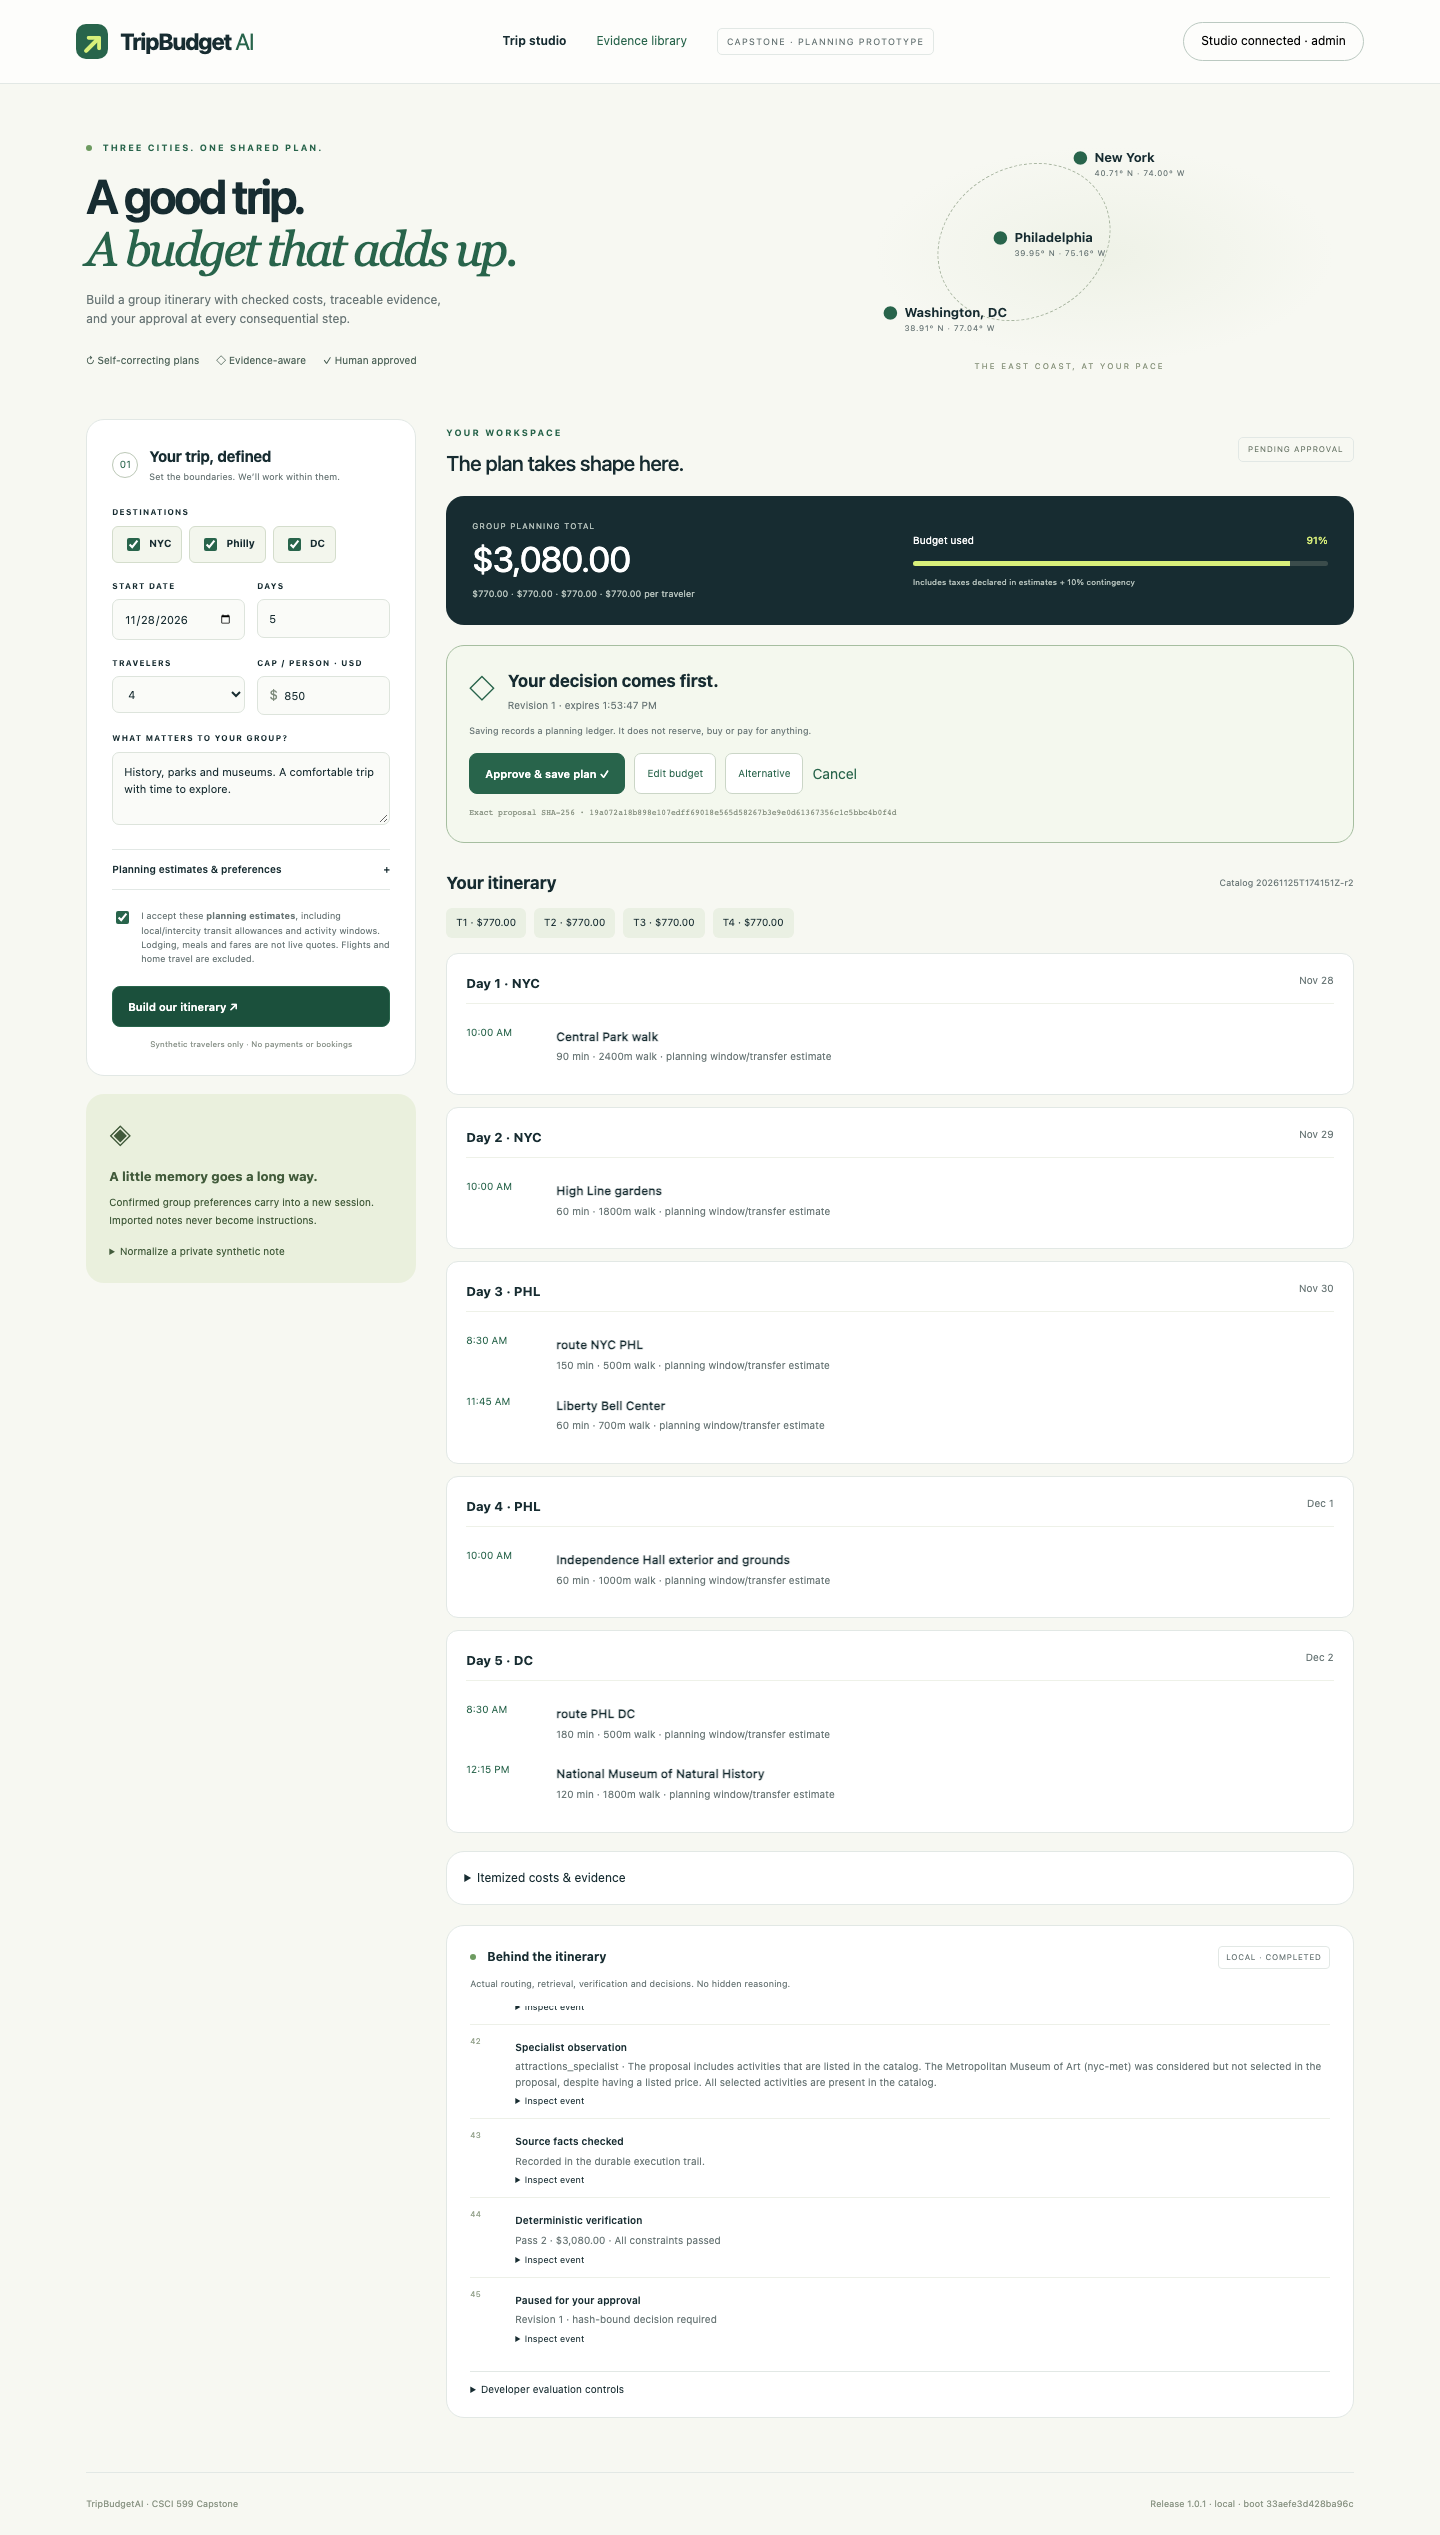 TripBudget AI
Trip studio
Evidence library
CAPSTONE · PLANNING PROTOTYPE
Studio connected · admin
THREE CITIES. ONE SHARED PLAN.
A good trip.
A budget that adds up.
Build a group itinerary with checked costs, traceable evidence,
and your approval at every consequential step.
↻ Self-correcting plans
◇ Evidence-aware
✓ Human approved
New York
40.71° N · 74.00° W
Philadelphia
39.95° N · 75.16° W
Washington, DC
38.91° N · 77.04° W
THE EAST COAST, AT YOUR PACE
01
Your trip, defined
Set the boundaries. We'll work within them.
DESTINATIONS
NYC
Philly
DC
START DATE
DAYS
11/28/2026
5
TRAVELERS
CAP / PERSON · USD
4
$ 850
WHAT MATTERS TO YOUR GROUP?
History, parks and museums. A comfortable trip
with time to explore.
Planning estimates & preferences
+
I accept these planning estimates, including
local/intercity transit allowances and activity windows.
Lodging, meals and fares are not live quotes. Flights and
home travel are excluded.
Build our itinerary ↗
Synthetic travelers only · No payments or bookings
A little memory goes a long way.
Confirmed group preferences carry into a new session.
Imported notes never become instructions.
▶ Normalize a private synthetic note
YOUR WORKSPACE
The plan takes shape here.
PENDING APPROVAL
GROUP PLANNING TOTAL
$3,080.00
$770.00 · $770.00 · $770.00 · $770.00 per traveler
Budget used
91%
Includes taxes declared in estimates + 10% contingency
Your decision comes first.
Revision 1 · expires 1:53:47 PM
Saving records a planning ledger. It does not reserve, buy or pay for anything.
Approve & save plan ✓
Edit budget
Alternative
Cancel
Exact proposal SHA-256 · 19a072a18b898e107edff69018e565d58267b3e9e0d61367356c1c5bbc4b0f4d
Your itinerary
Catalog 20261125T174151Z-r2
T1 · $770.00
T2 · $770.00
T3 · $770.00
T4 · $770.00
Day 1 · NYC
Nov 28
10:00 AM
Central Park walk
90 min · 2400m walk · planning window/transfer estimate
Day 2 · NYC
Nov 29
10:00 AM
High Line gardens
60 min · 1800m walk · planning window/transfer estimate
Day 3 · PHL
Nov 30
8:30 AM
route NYC PHL
150 min · 500m walk · planning window/transfer estimate
11:45 AM
Liberty Bell Center
60 min · 700m walk · planning window/transfer estimate
Day 4 · PHL
Dec 1
10:00 AM
Independence Hall exterior and grounds
60 min · 1000m walk · planning window/transfer estimate
Day 5 · DC
Dec 2
8:30 AM
route PHL DC
180 min · 500m walk · planning window/transfer estimate
12:15 PM
National Museum of Natural History
120 min · 1800m walk · planning window/transfer estimate
▶ Itemized costs & evidence
Behind the itinerary
LOCAL · COMPLETED
Actual routing, retrieval, verification and decisions. No hidden reasoning.
▶ Inspect event
42
Specialist observation
attractions_specialist · The proposal includes activities that are listed in the catalog. The Metropolitan Museum of Art (nyc-met) was considered but not selected in the
proposal, despite having a listed price. All selected activities are present in the catalog.
▶ Inspect event
43
Source facts checked
Recorded in the durable execution trail.
▶ Inspect event
44
Deterministic verification
Pass 2 · $3,080.00 · All constraints passed
▶ Inspect event
45
Paused for your approval
Revision 1 · hash-bound decision required
▶ Inspect event
▶ Developer evaluation controls
TripBudgetAI · CSCI 599 Capstone
Release 1.0.1 · local · boot 33aefe3d428ba96c